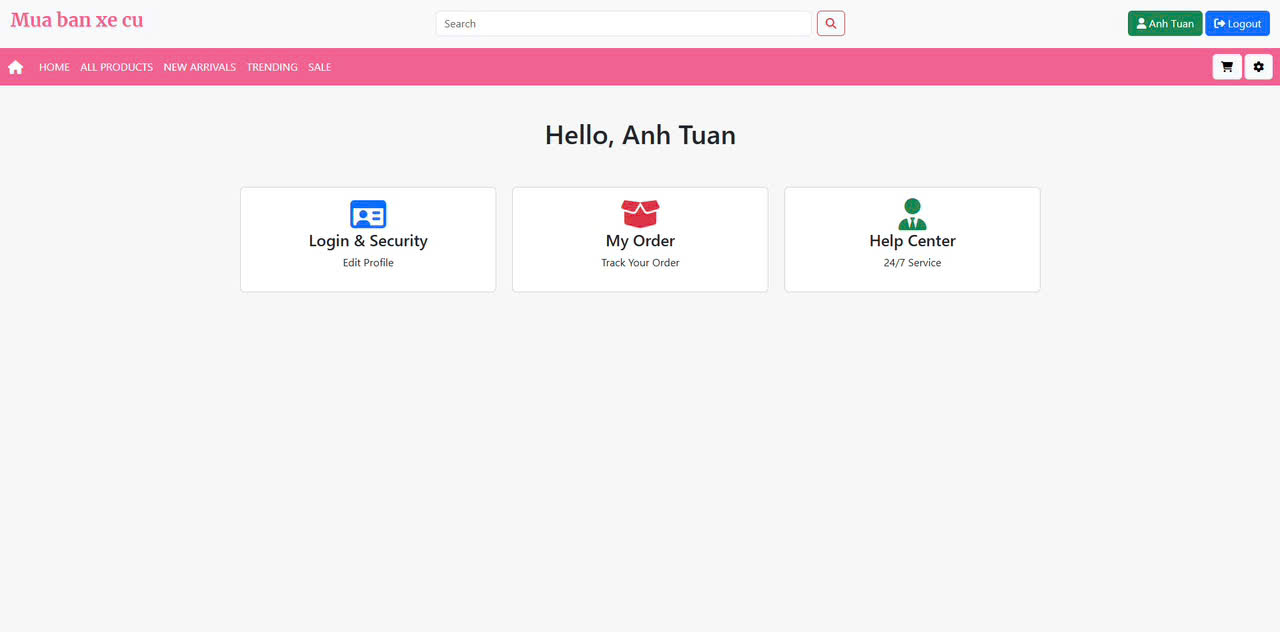 Mua ban xe cu
Search
Anh Tuan
Logout
HOME
ALL PRODUCTS
NEW ARRIVALS
TRENDING
SALE
Hello, Anh Tuan
Login & Security
Edit Profile
My Order
Track Your Order
Help Center
24/7 Service